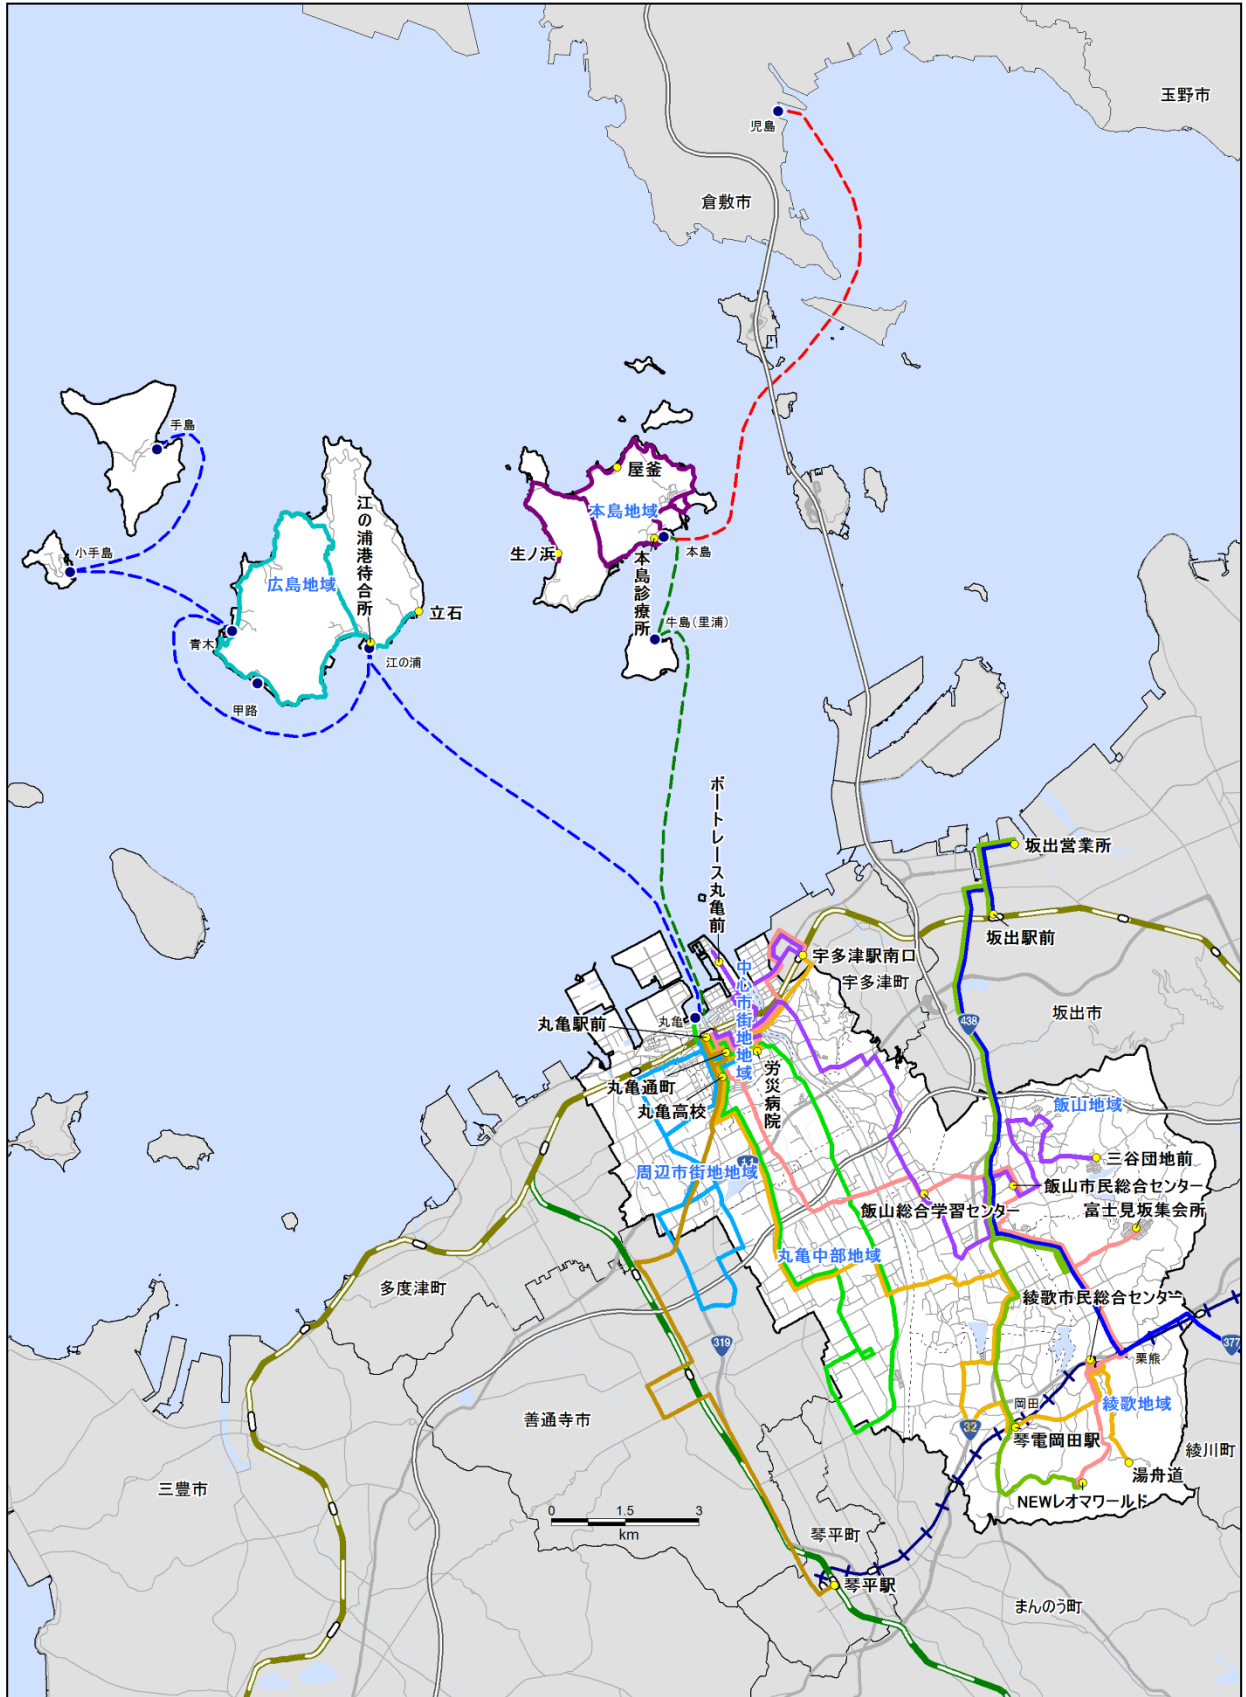 玉野市
児島
倉敷市
手島
屋釜
江の浦港待合所
本島地域
生ノ浜
本島
本島診療所
小手島
広島地域
立石
牛島(里浦)
青木
江の浦
甲路
ボートレース丸亀前
坂出営業所
坂出駅前
宇多津駅南口
中心市街地地域
宇多津町
坂出市
丸亀
丸亀駅前
438
労災病院
丸亀通町
丸亀高校
飯山地域
三谷団地前
11
周辺市街地地域
飯山市民総合センター
飯山総合学習センター
富士見坂集会所
丸亀中部地域
多度津町
綾歌市民総合センター
319
377
栗熊
岡田
綾歌地域
善通寺市
32
琴電岡田駅
綾川町
湯舟道
三豊市
NEWレオマワールド
0 1.5 3
km
琴平町
琴平駅
まんのう町